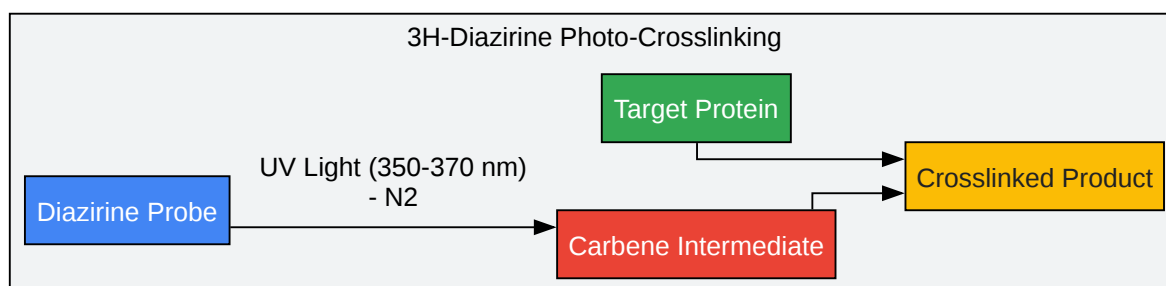 3H-Diazirine Photo-Crosslinking
Target Protein
UV Light (350-370 nm)
- N2
Crosslinked Product
Diazirine Probe
Carbene Intermediate